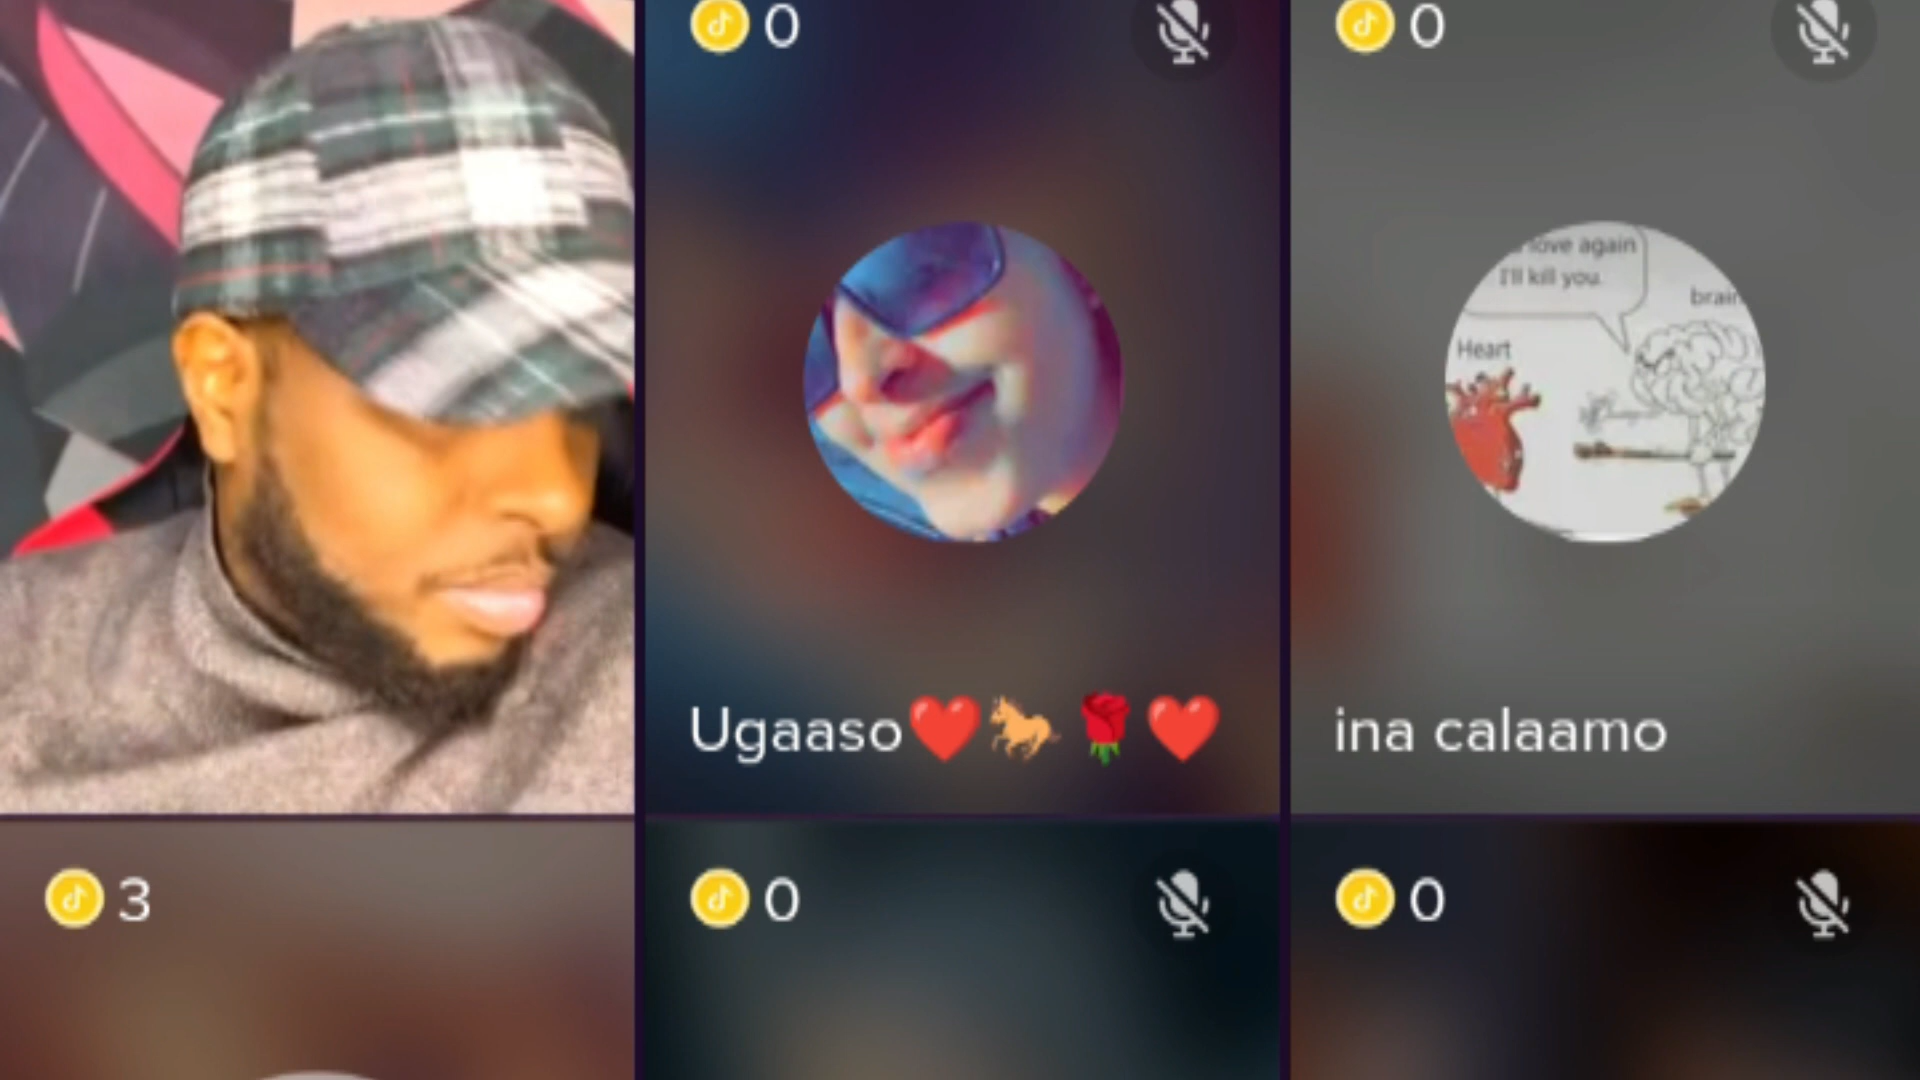 0
0
love again
I'll kill you.
brain
Heart
Ugaaso❤️🐎🌹❤️
ina calaamo
3
0
0